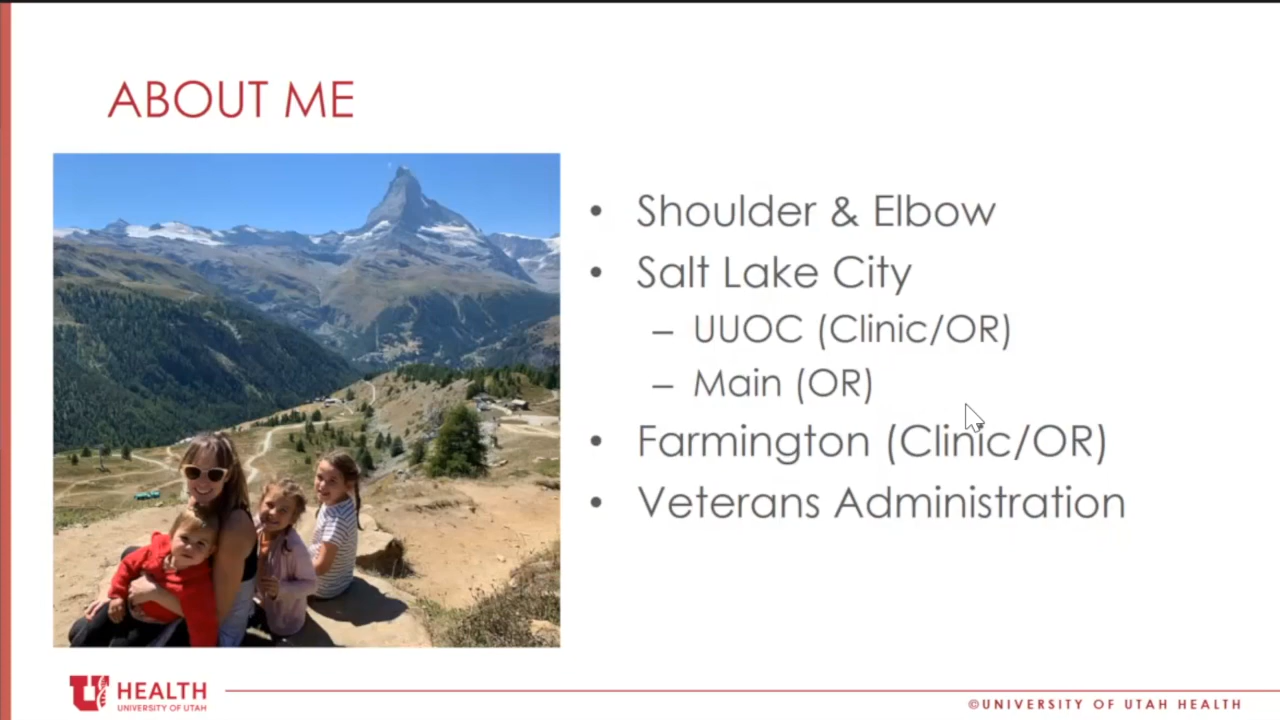 ABOUT ME
• Shoulder & Elbow
• Salt Lake City
– UUOC (Clinic/OR)
– Main (OR)
• Farmington (Clinic/OR)
• Veterans Administration
U HEALTH
UNIVERSITY OF UTAH
©UNIVERSITY OF UTAH HEALTH